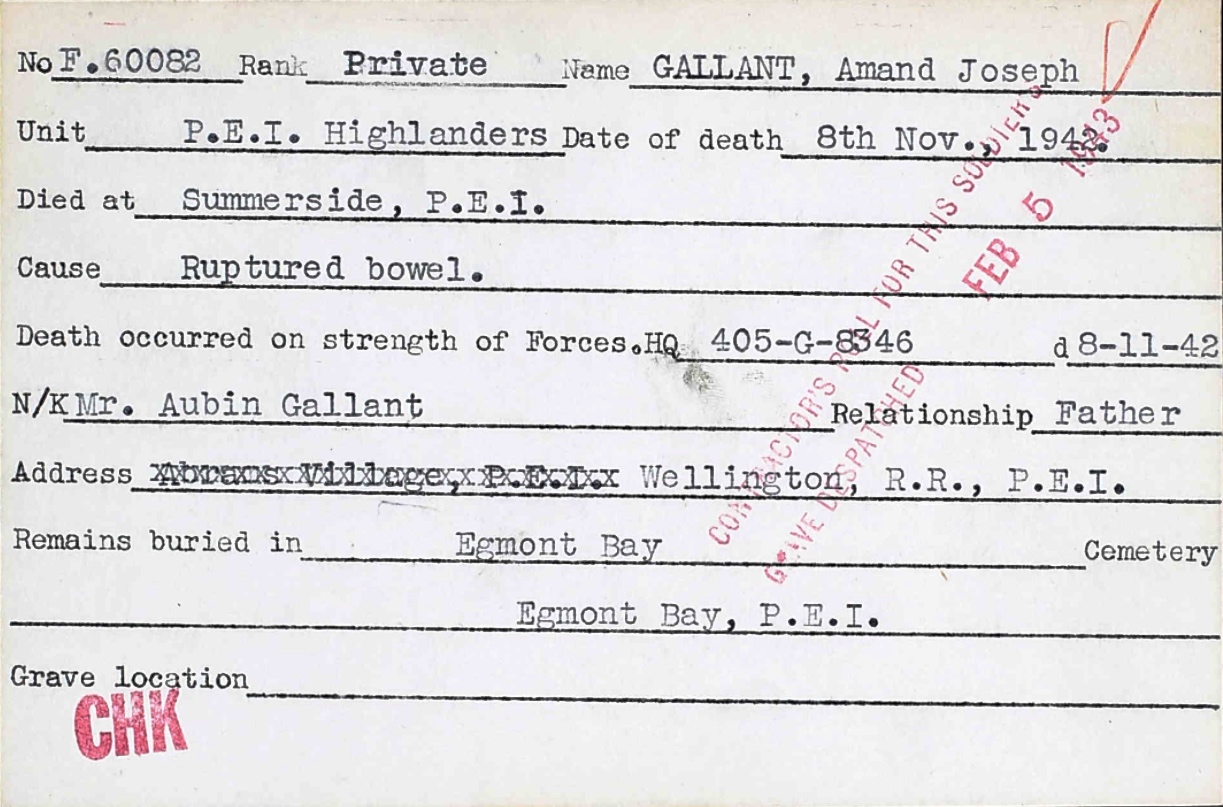 No F.60082 Rank Private Name GALLANT, Amand Joseph
Unit P.E.I. Highlanders Date of death 8th Nov., 1942.
Died at Summerside, P.E.I.
Cause Ruptured bowel.
Death occurred on strength of Forces. HQ 405-G-8346 d 8-11-42
N/K Mr. Aubin Gallant Relationship Father
Address Abrams Village, P.E.I. Wellington, R.R., P.E.I.
Remains buried in Egmont Bay Cemetery
Egmont Bay, P.E.I.
Grave location
CHK
CONTRACTORS FOR THIS SOLDIER'S
GRAVE DESPATCHED FEB 5 1943